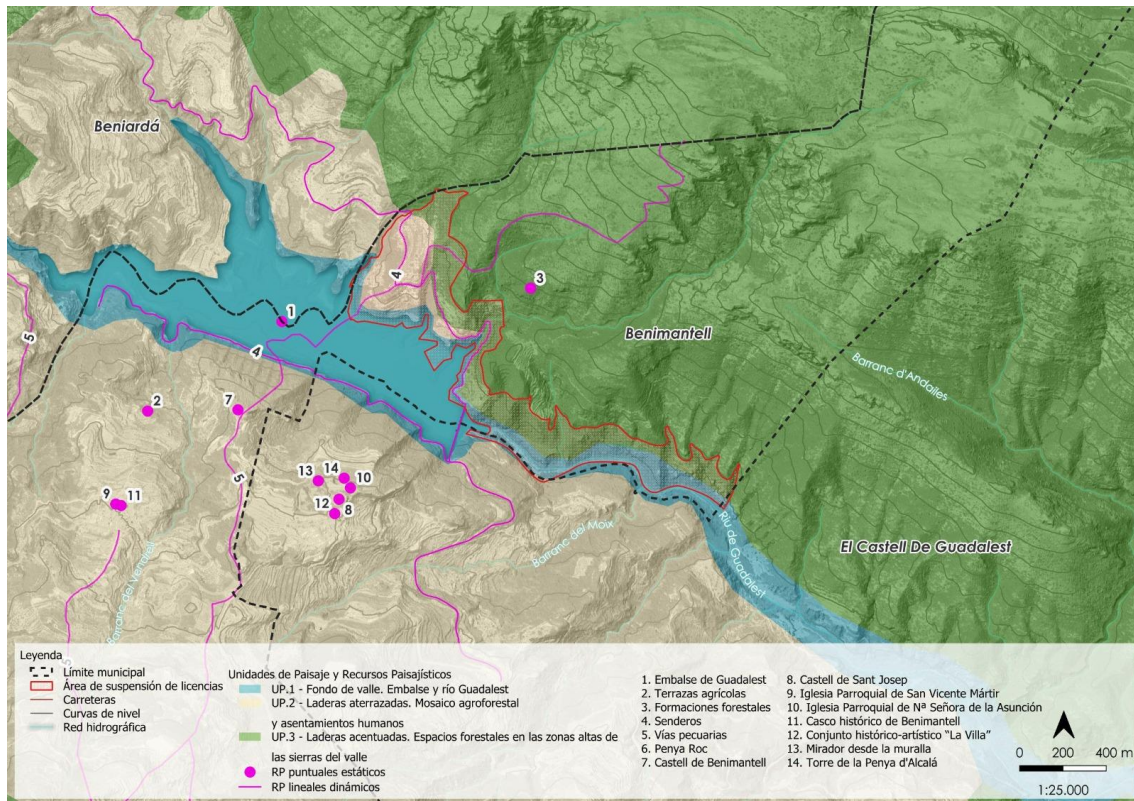 Beniardá
4
3
1
Benimantell
5
4
Barranc d'Andailes
2
7
14
13
10
5
9
11
12
8
Barranc del Moix
Riu de Guadalest
El Castell De Guadalest
Barranc del Verruxel
5
Leyenda
Límite municipal
Área de suspensión de licencias
Carreteras
Curvas de nivel
Red hidrográfica
Unidades de Paisaje y Recursos Paisajísticos
UP.1 - Fondo de valle. Embalse y río Guadalest
UP.2 - Laderas aterrazadas. Mosaico agroforestal
y asentamientos humanos
UP.3 - Laderas acentuadas. Espacios forestales en las zonas altas de
las sierras del valle
RP puntuales estáticos
RP lineales dinámicos
1. Embalse de Guadalest
2. Terrazas agrícolas
3. Formaciones forestales
4. Senderos
5. Vías pecuarias
6. Penya Roc
7. Castell de Benimantell
8. Castell de Sant Josep
9. Iglesia Parroquial de San Vicente Mártir
10. Iglesia Parroquial de Nª Señora de la Asunción
11. Casco histórico de Benimantell
12. Conjunto histórico-artístico "La Villa"
13. Mirador desde la muralla
14. Torre de la Penya d'Alcalá
0 200 400 m
1:25.000